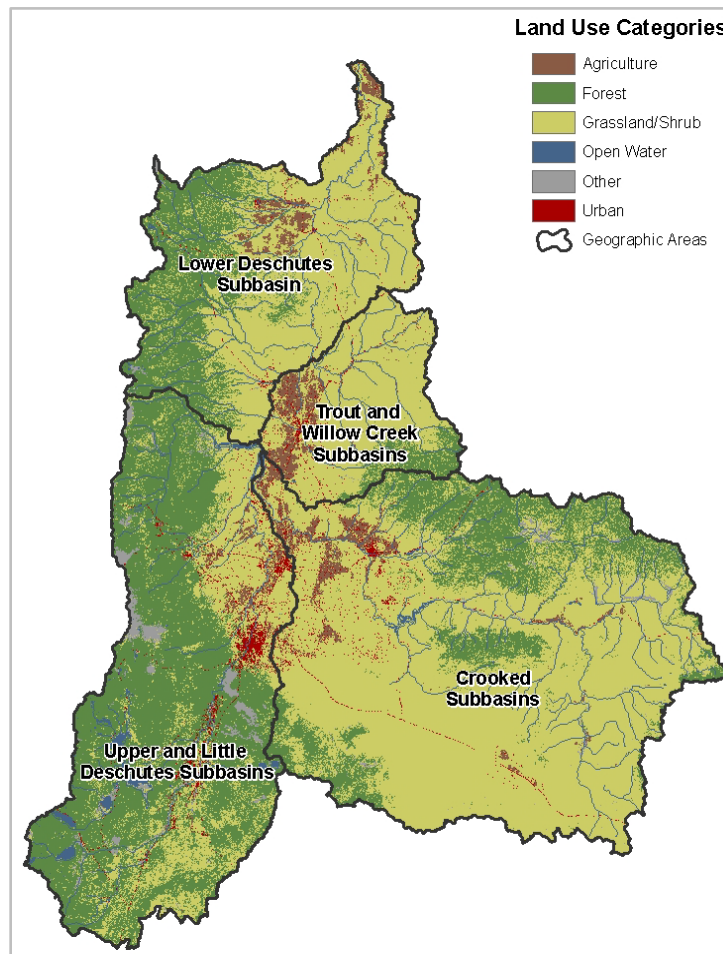 Land Use Categories
Agriculture
Forest
Grassland/Shrub
Open Water
Other
Urban
Geographic Areas
Lower Deschutes
Subbasin
Trout and
Willow Creek
Subbasins
Crooked
Subbasins
Upper and Little
Deschutes Subbasins